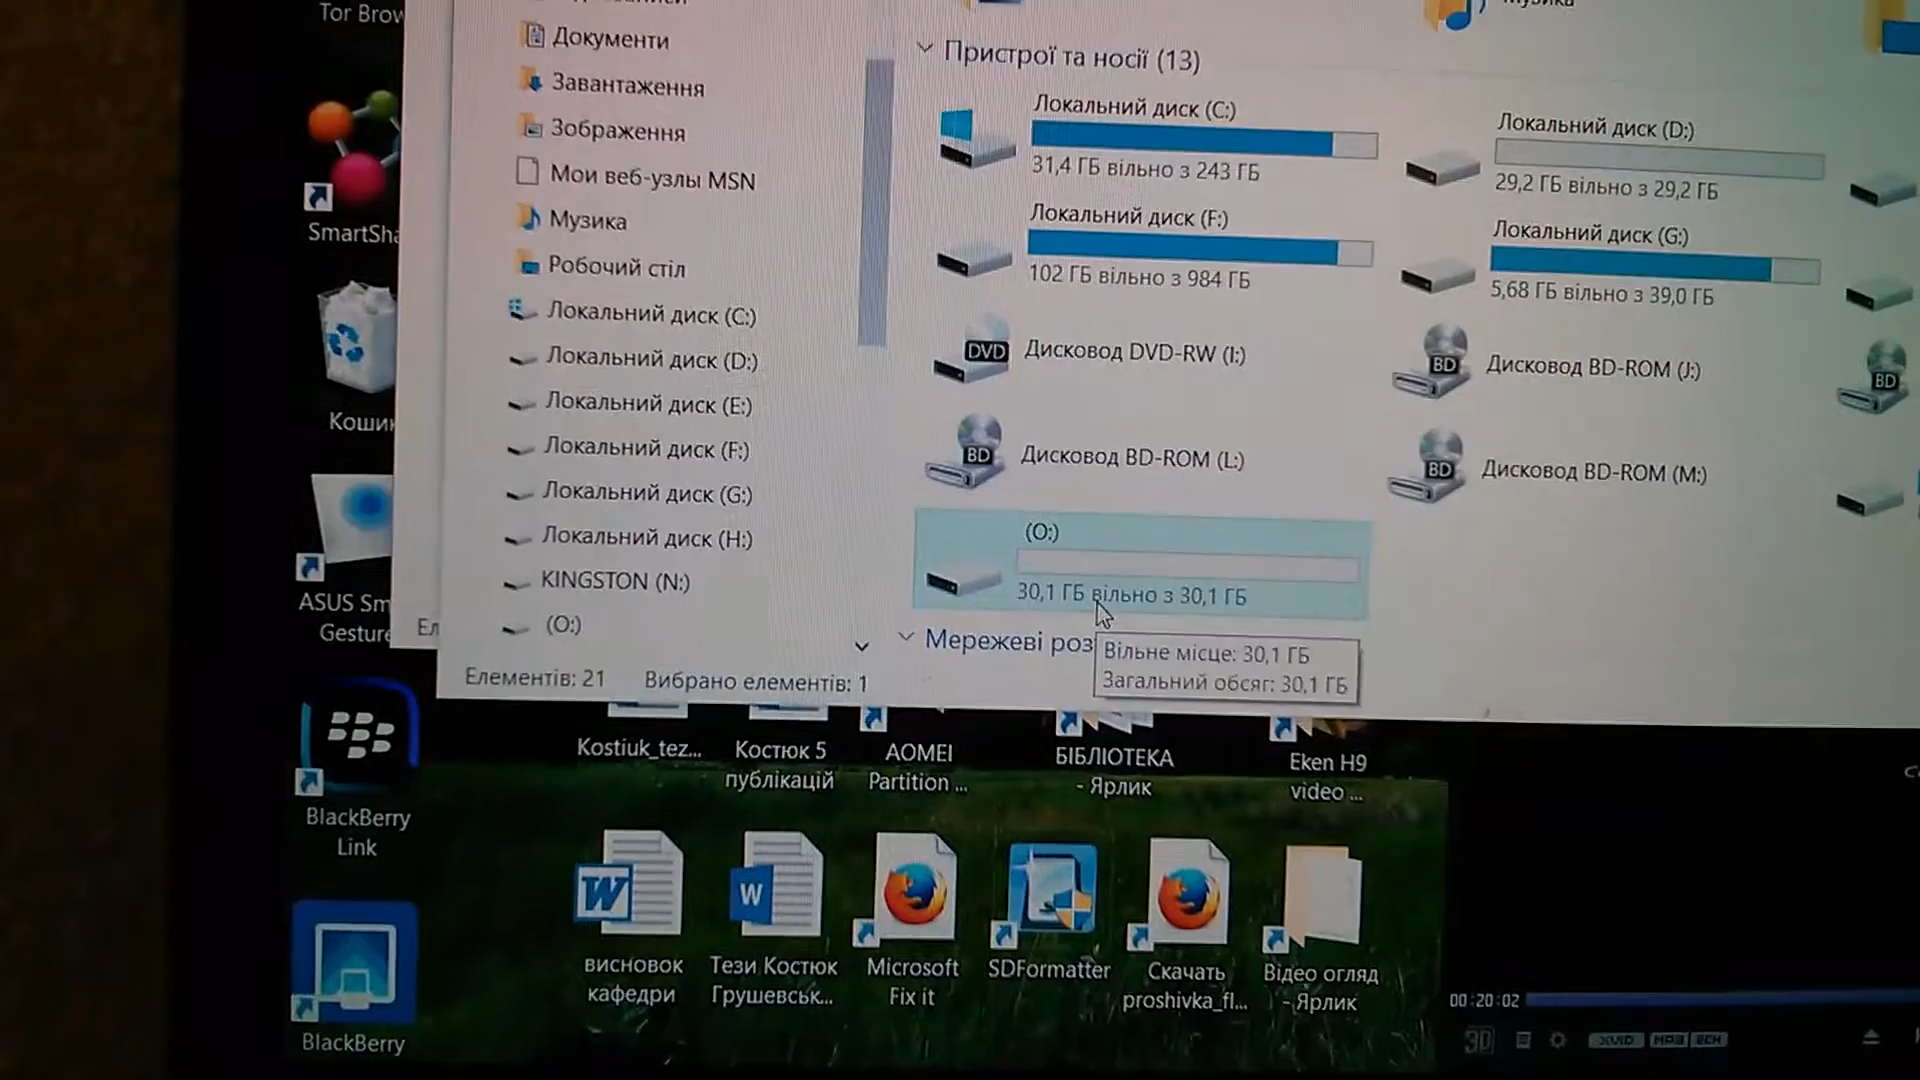 Tor Brow
SmartSha
Кошик
ASUS Sm
Gesture
BlackBerry
Link
BlackBerry
Документи
Завантаження
Зображення
Мои веб-узлы MSN
Музика
Робочий стіл
Локальний диск (C:)
Локальний диск (D:)
Локальний диск (E:)
Локальний диск (F:)
Локальний диск (G:)
Локальний диск (H:)
KINGSTON (N:)
(O:)
Ел
Елементів: 21
Вибрано елементів: 1
Музика
Пристрої та носії (13)
Локальний диск (C:)
31,4 ГБ вільно з 243 ГБ
Локальний диск (D:)
29,2 ГБ вільно з 29,2 ГБ
Локальний диск (F:)
102 ГБ вільно з 984 ГБ
Локальний диск (G:)
5,68 ГБ вільно з 39,0 ГБ
DVD
Дисковод DVD-RW (I:)
BD
Дисковод BD-ROM (J:)
BD
BD
Дисковод BD-ROM (L:)
BD
Дисковод BD-ROM (M:)
(O:)
30,1 ГБ вільно з 30,1 ГБ
Мережеві роз
Вільне місце: 30,1 ГБ
Загальний обсяг: 30,1 ГБ
Kostiuk_tez...
Костюк 5
публікацій
AOMEI
Partition ...
БІБЛІОТЕКА
- Ярлик
Eken H9
video ...
W
висновок
кафедри
W
Тези Костюк
Грушевськ...
Microsoft
Fix it
SDFormatter
Скачать
proshivka_fl...
Відео огляд
- Ярлик
00:20:02
3D
XVID
MP3
2CH